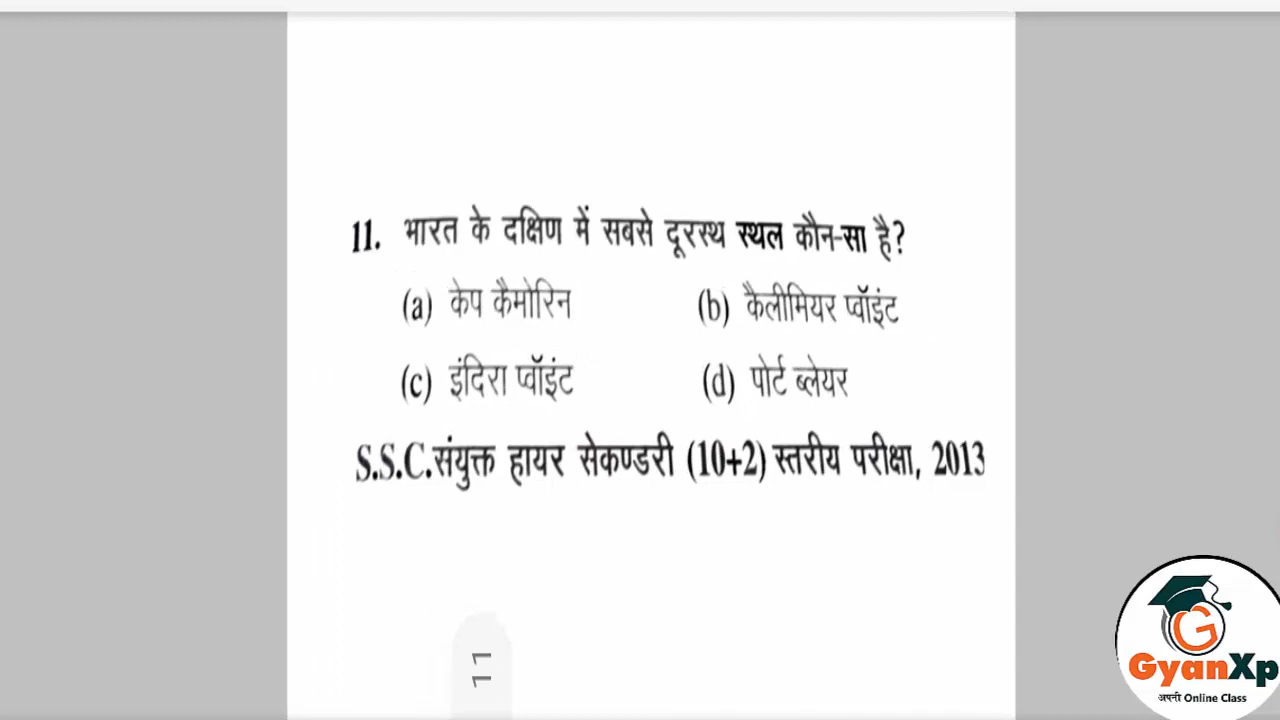 11. भारत के दक्षिण में सबसे दूरस्थ स्थल कौन-सा है?
(a) केप कैमोरिन (b) कैलीमियर प्वॉइंट
(c) इंदिरा प्वॉइंट (d) पोर्ट ब्लेयर
S.S.C.संयुक्त हायर सेकण्डरी (10+2) स्तरीय परीक्षा, 2013
11
G
GyanXp
अपनी Online Class